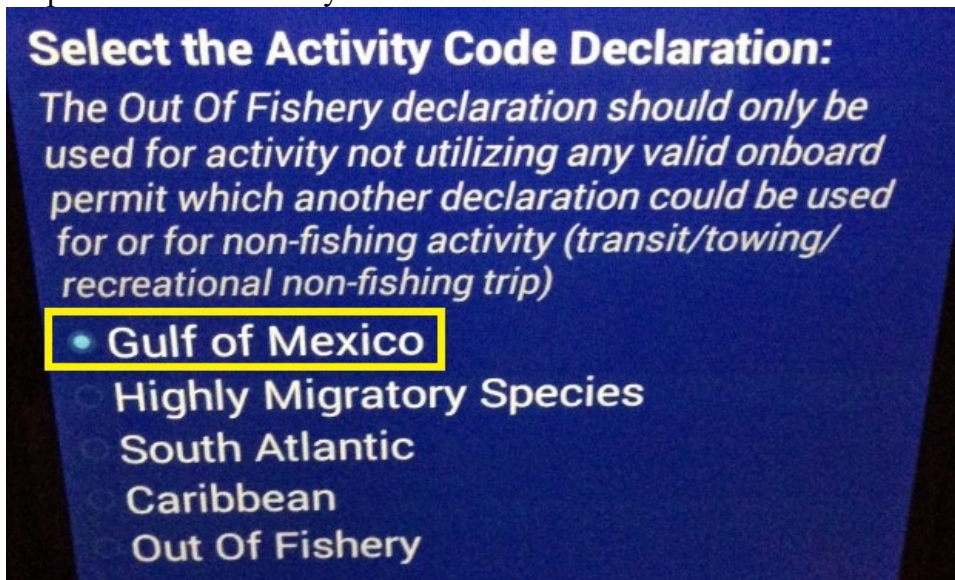 Select the Activity Code Declaration:
The Out Of Fishery declaration should only be
used for activity not utilizing any valid onboard
permit which another declaration could be used
for or for non-fishing activity (transit/towing/
recreational non-fishing trip)
Gulf of Mexico
Highly Migratory Species
South Atlantic
Caribbean
Out Of Fishery